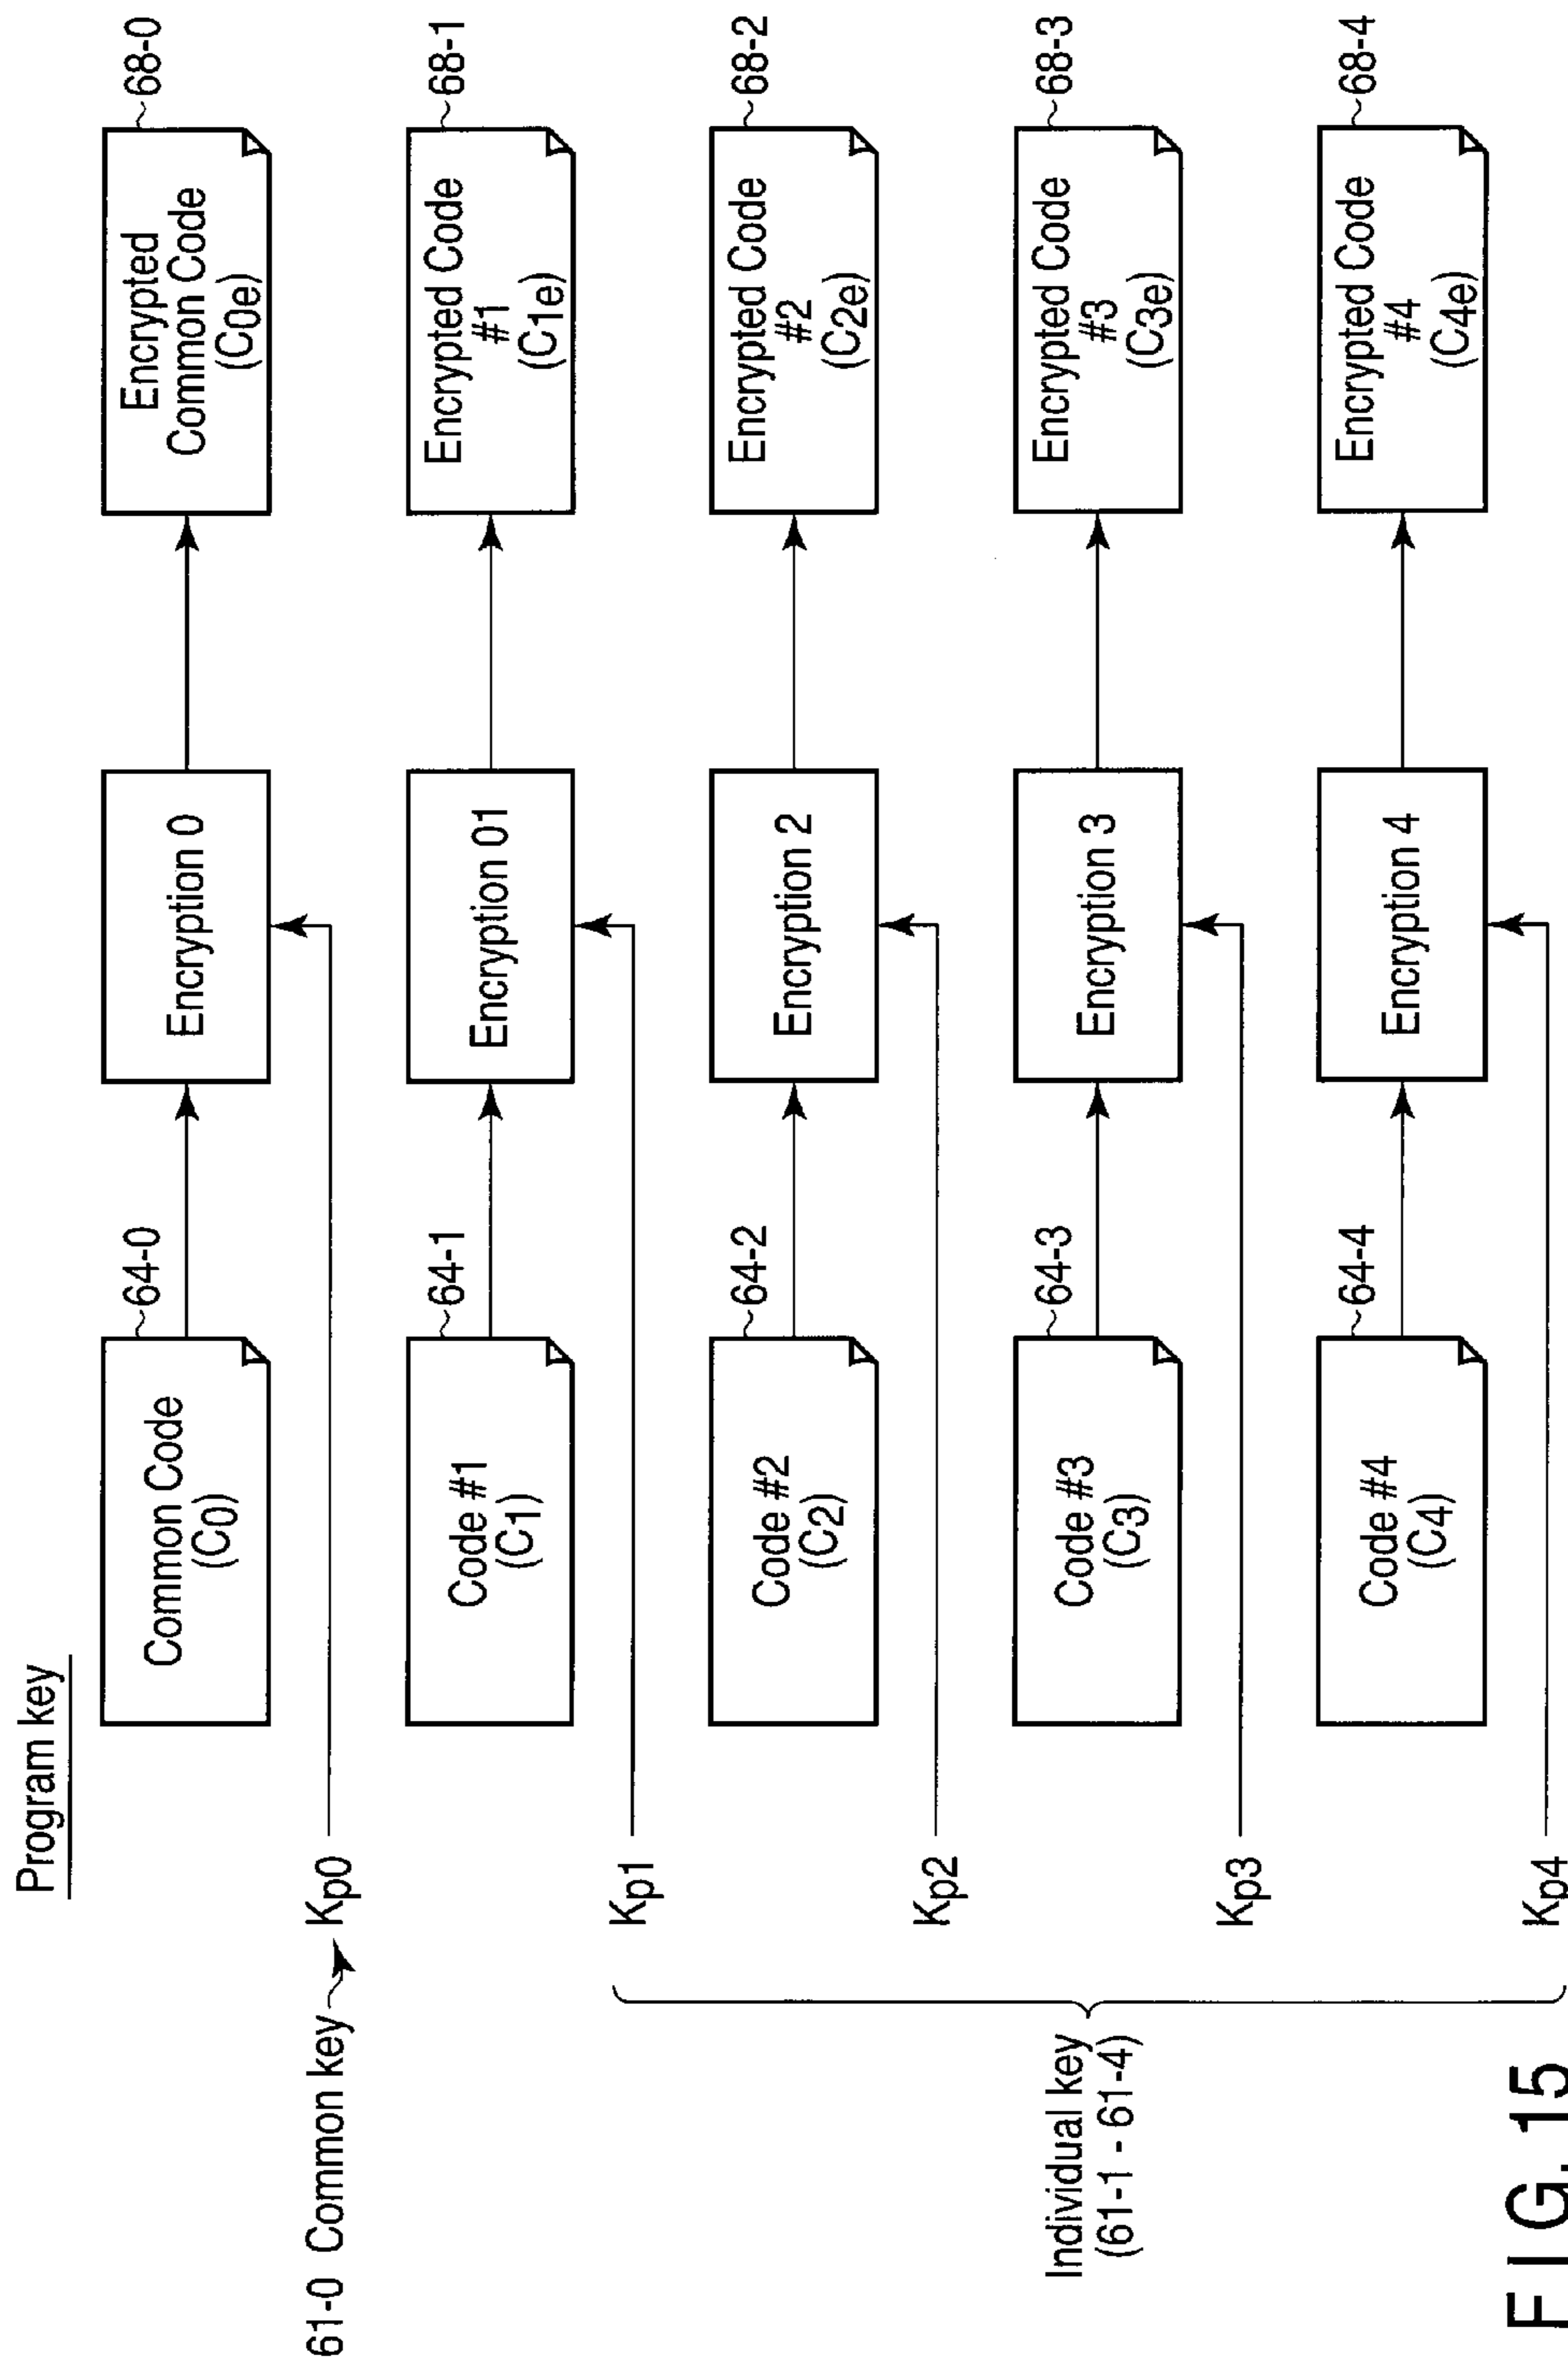 Program key
Common Code
(C0)
64-0
Encryption 0
Encrypted
Common Code
(C0e)
68-0
61-0 Common key
Kp0
Code #1
(C1)
64-1
Encryption 01
Encrypted Code
#1
(C1e)
68-1
Kp1
Code #2
(C2)
64-2
Encryption 2
Encrypted Code
#2
(C2e)
68-2
Kp2
Individual key
(61-1 - 61-4)
Code #3
(C3)
64-3
Encryption 3
Encrypted Code
#3
(C3e)
68-3
Kp3
Code #4
(C4)
64-4
Encryption 4
Encrypted Code
#4
(C4e)
68-4
Kp4
FIG. 15